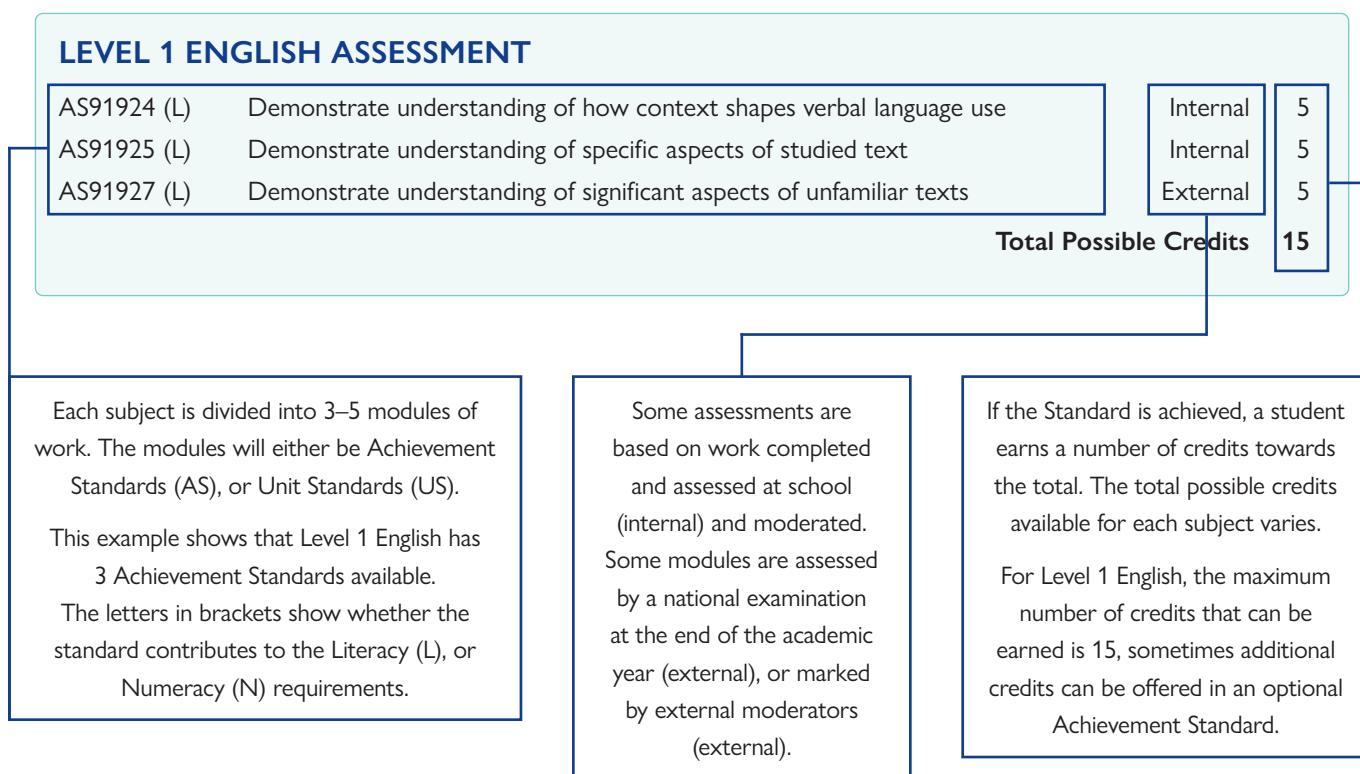 LEVEL 1 ENGLISH ASSESSMENT
AS91924 (L) Demonstrate understanding of how context shapes verbal language use Internal 5
AS91925 (L) Demonstrate understanding of specific aspects of studied text Internal 5
AS91927 (L) Demonstrate understanding of significant aspects of unfamiliar texts External 5
Total Possible Credits 15
Each subject is divided into 3–5 modules of
work. The modules will either be Achievement
Standards (AS), or Unit Standards (US).
This example shows that Level 1 English has
3 Achievement Standards available.
The letters in brackets show whether the
standard contributes to the Literacy (L), or
Numeracy (N) requirements.
Some assessments are
based on work completed
and assessed at school
(internal) and moderated.
Some modules are assessed
by a national examination
at the end of the academic
year (external), or marked
by external moderators
(external).
If the Standard is achieved, a student
earns a number of credits towards
the total. The total possible credits
available for each subject varies.
For Level 1 English, the maximum
number of credits that can be
earned is 15, sometimes additional
credits can be offered in an optional
Achievement Standard.